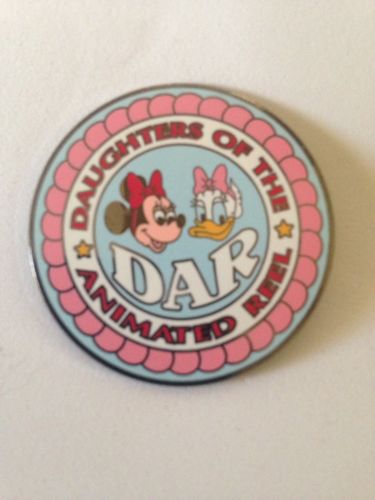 DAUGHTERS OF THE
DAR
ANIMATED REEL